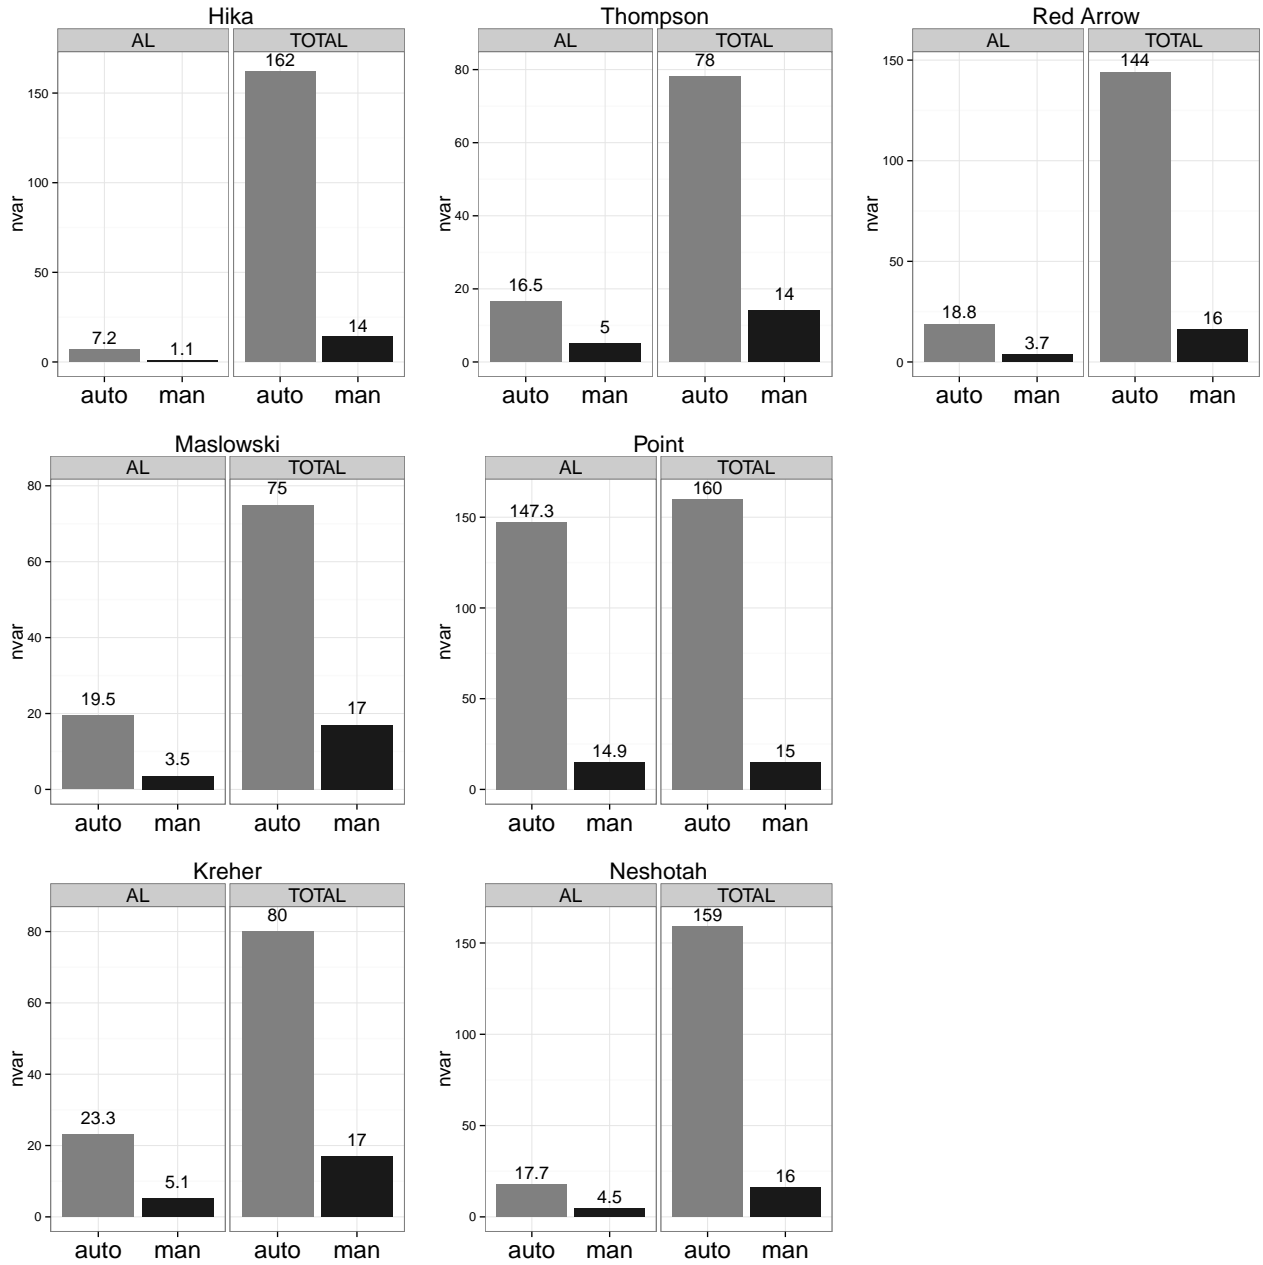 Hika
AL TOTAL
nvar
150
100
50
0
7.2 1.1 162 14
auto man auto man
Thompson
AL TOTAL
nvar
80
60
40
20
0
16.5 5 78 14
auto man auto man
Red Arrow
AL TOTAL
nvar
150
100
50
0
18.8 3.7 144 16
auto man auto man
Maslowski
AL TOTAL
nvar
80
60
40
20
0
19.5 3.5 75 17
auto man auto man
Point
AL TOTAL
nvar
150
100
50
0
147.3 14.9 160 15
auto man auto man
Kreher
AL TOTAL
nvar
80
60
40
20
0
23.3 5.1 80 17
auto man auto man
Neshotah
AL TOTAL
nvar
150
100
50
0
17.7 4.5 159 16
auto man auto man